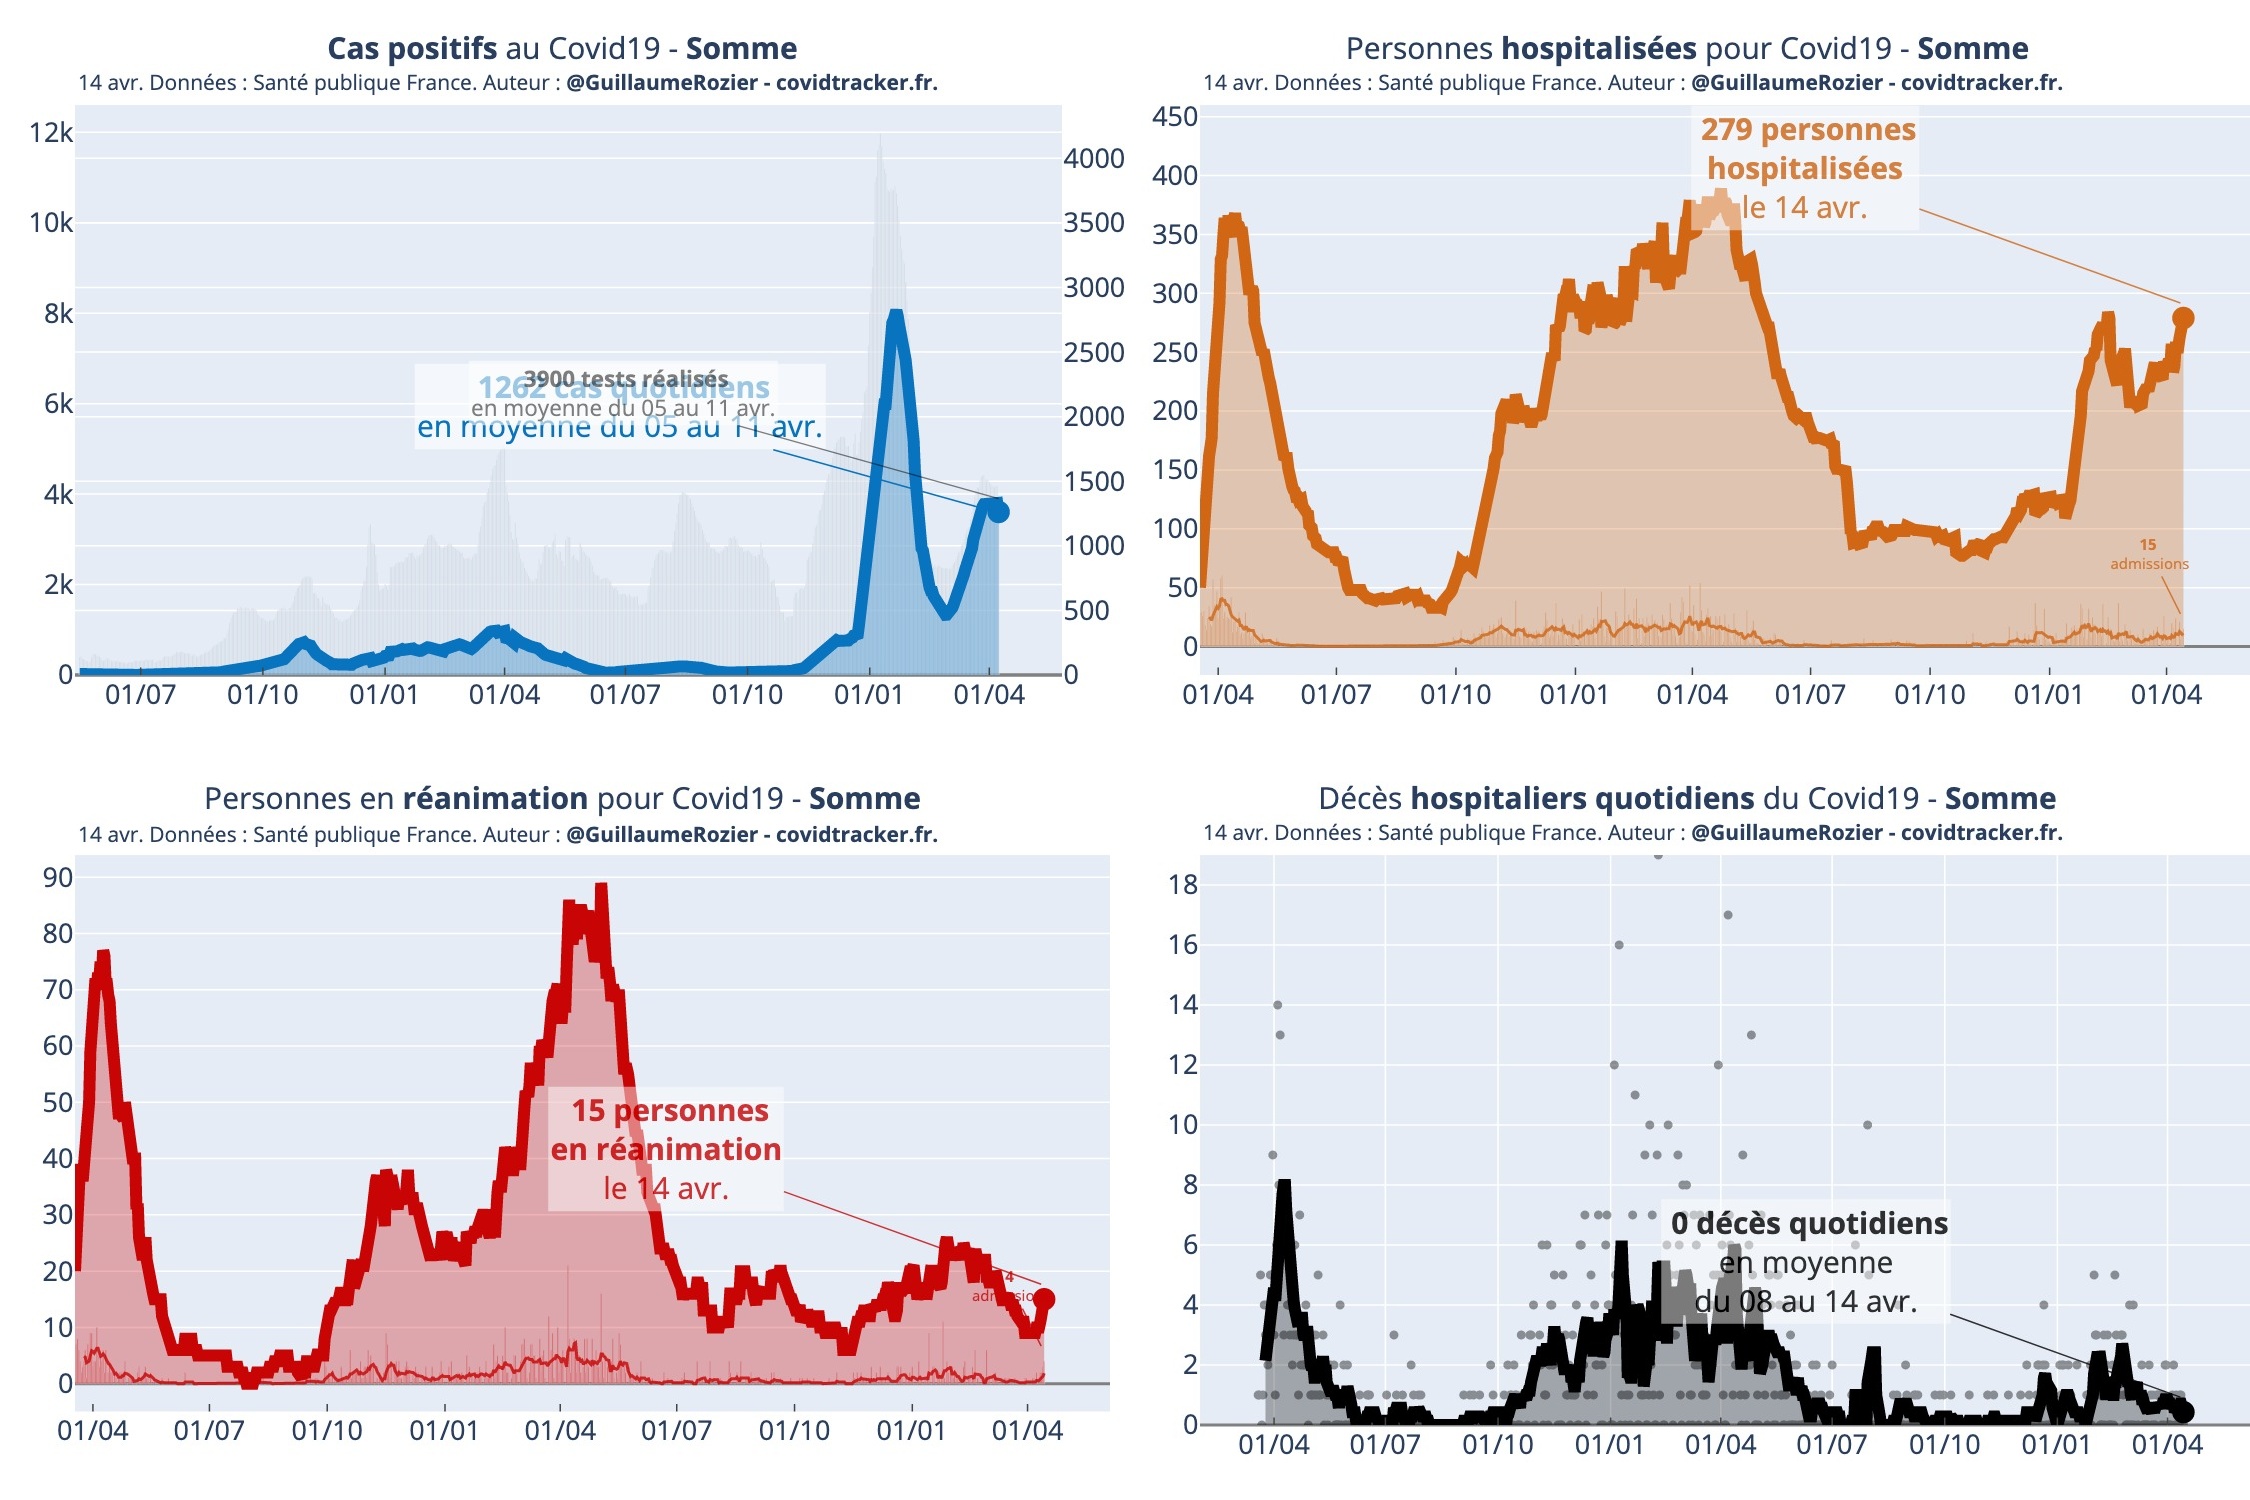 Cas positifs au Covid19 - Somme
14 avr. Données : Santé publique France. Auteur : @GuillaumeRozier - covidtracker.fr.
12k
10k
8k
6k
4k
2k
0
4000
3500
3000
2500
2000
1500
1000
500
0
3900 tests réalisés
en moyenne du 05 au 11 avr.
1262 cas quotidiens
en moyenne du 05 au 11 avr.
01/07 01/10 01/01 01/04 01/07 01/10 01/01 01/04
Personnes hospitalisées pour Covid19 - Somme
14 avr. Données : Santé publique France. Auteur : @GuillaumeRozier - covidtracker.fr.
450
400
350
300
250
200
150
100
50
0
279 personnes
hospitalisées
le 14 avr.
15
admissions
01/04 01/07 01/10 01/01 01/04 01/07 01/10 01/01 01/04
Personnes en réanimation pour Covid19 - Somme
14 avr. Données : Santé publique France. Auteur : @GuillaumeRozier - covidtracker.fr.
90
80
70
60
50
40
30
20
10
0
15 personnes
en réanimation
le 14 avr.
4
01/04 01/07 01/10 01/01 01/04 01/07 01/10 01/01 01/04
Décès hospitaliers quotidiens du Covid19 - Somme
14 avr. Données : Santé publique France. Auteur : @GuillaumeRozier - covidtracker.fr.
18
16
14
12
10
8
6
4
2
0
0 décès quotidiens
en moyenne
du 08 au 14 avr.
01/04 01/07 01/10 01/01 01/04 01/07 01/10 01/01 01/04